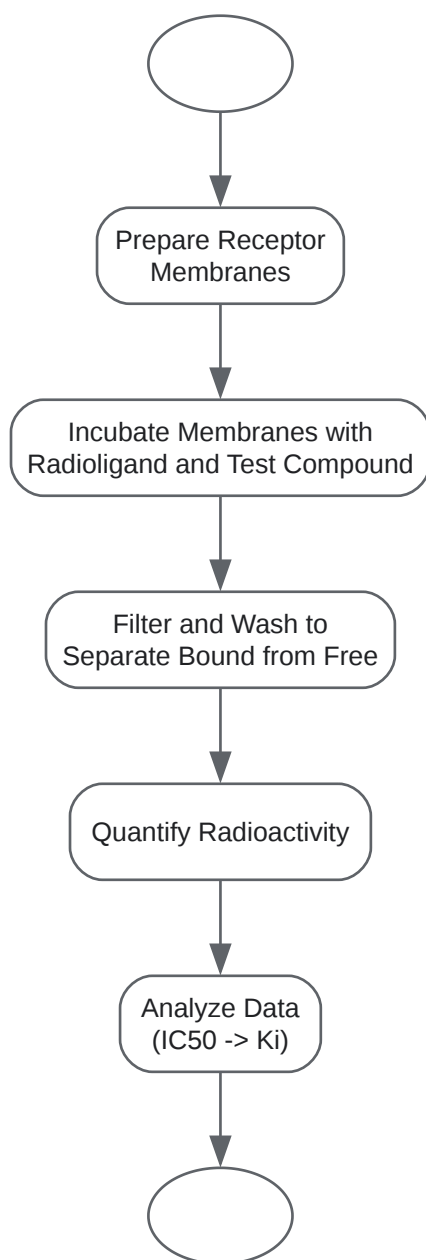 Prepare Receptor
Membranes
Incubate Membranes with
Radioligand and Test Compound
Filter and Wash to
Separate Bound from Free
Quantify Radioactivity
Analyze Data
(IC50 -> Ki)